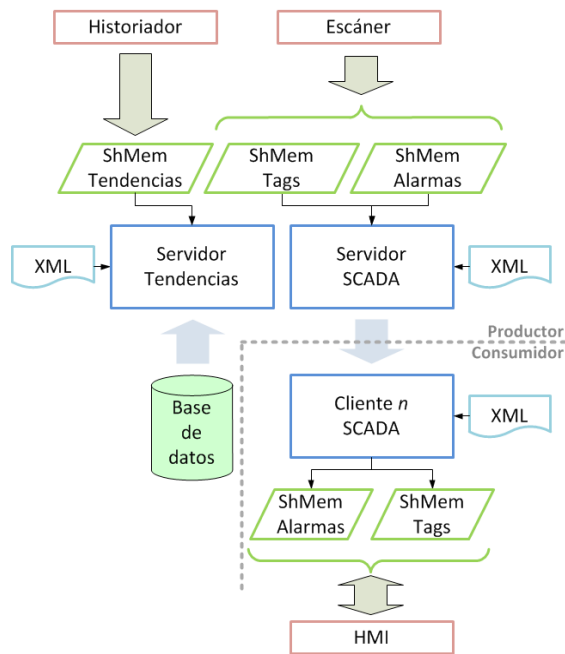 Historiador
Escáner
ShMem
Tendencias
ShMem
Tags
ShMem
Alarmas
XML
Servidor
Tendencias
Servidor
SCADA
XML
Productor
Consumidor
Base
de
datos
Cliente n
SCADA
XML
ShMem
Alarmas
ShMem
Tags
HMI